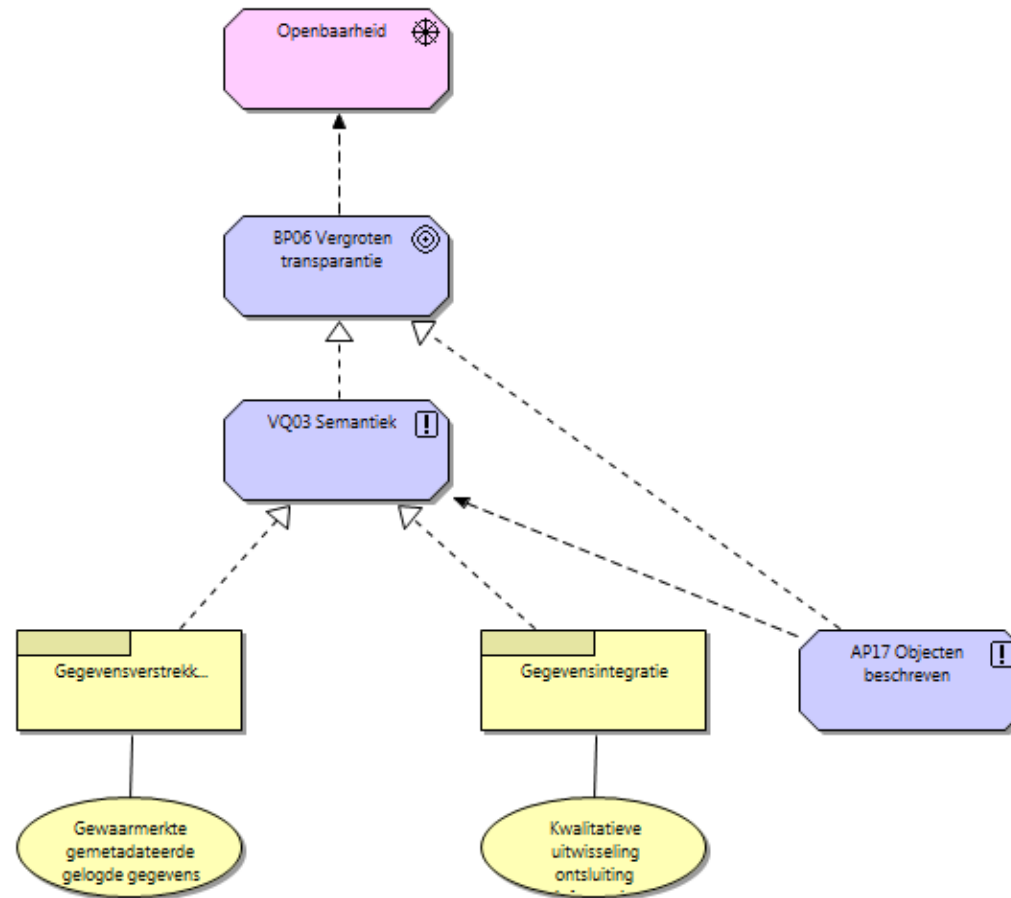 Openbaarheid
BP06 Vergroten
transparantie
VQ03 Semantiek
Gegevensverstrekk...
Gegevensintegratie
AP17 Objecten
beschreven
Gewaarmerkte
gemetadateerde
gelogde gegevens
Kwalitatieve
uitwisseling
ontsluiting